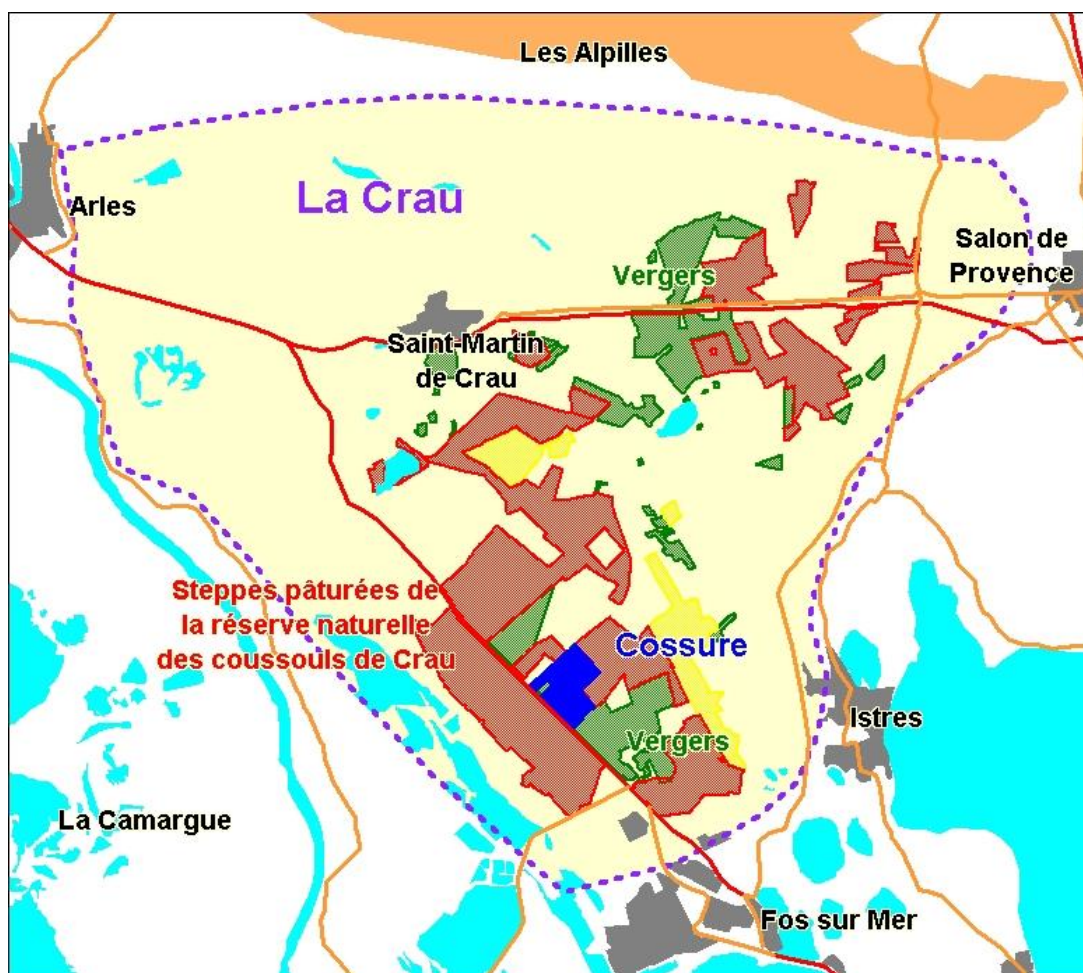 Les Alpilles
La Crau
Arles
Salon de
Provence
Vergers
Saint-Martin
de Crau
Steppes pâturées de
la réserve naturelle
des coussouls de Crau
Cossure
Istres
Vergers
La Camargue
Fos sur Mer